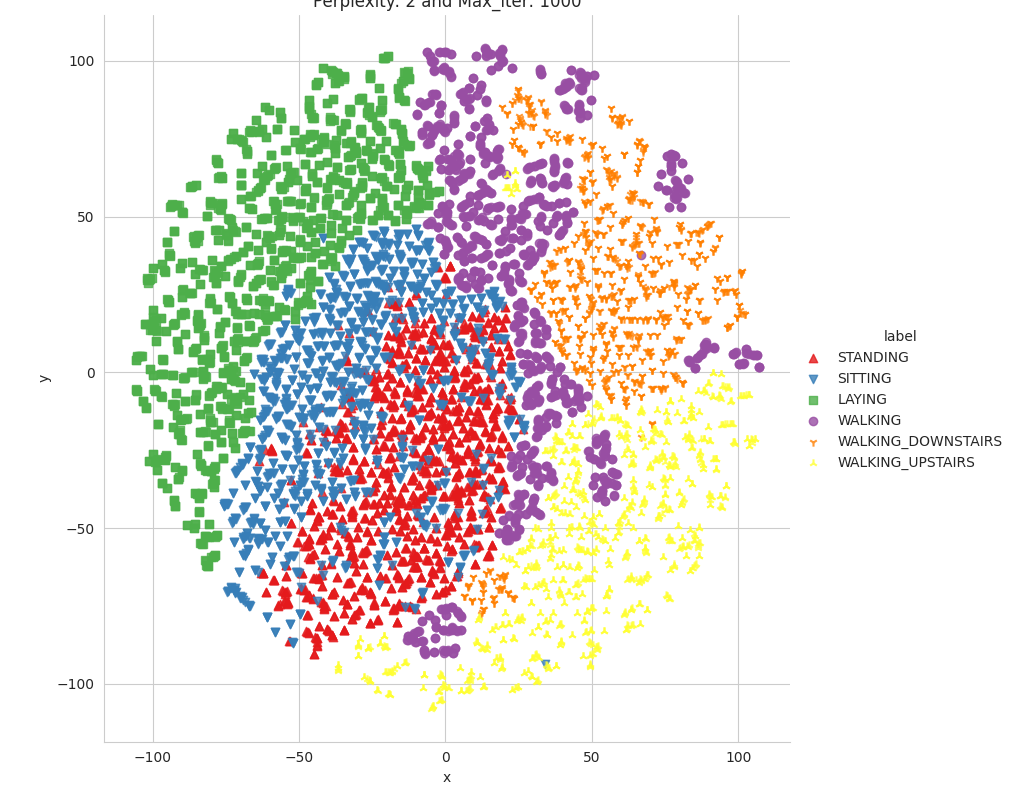 Perplexity: 2 and Max_iter: 1000
100
50
0
−50
−100
y
−100
−50
0
50
100
x
label
STANDING
SITTING
LAYING
WALKING
WALKING_DOWNSTAIRS
WALKING_UPSTAIRS